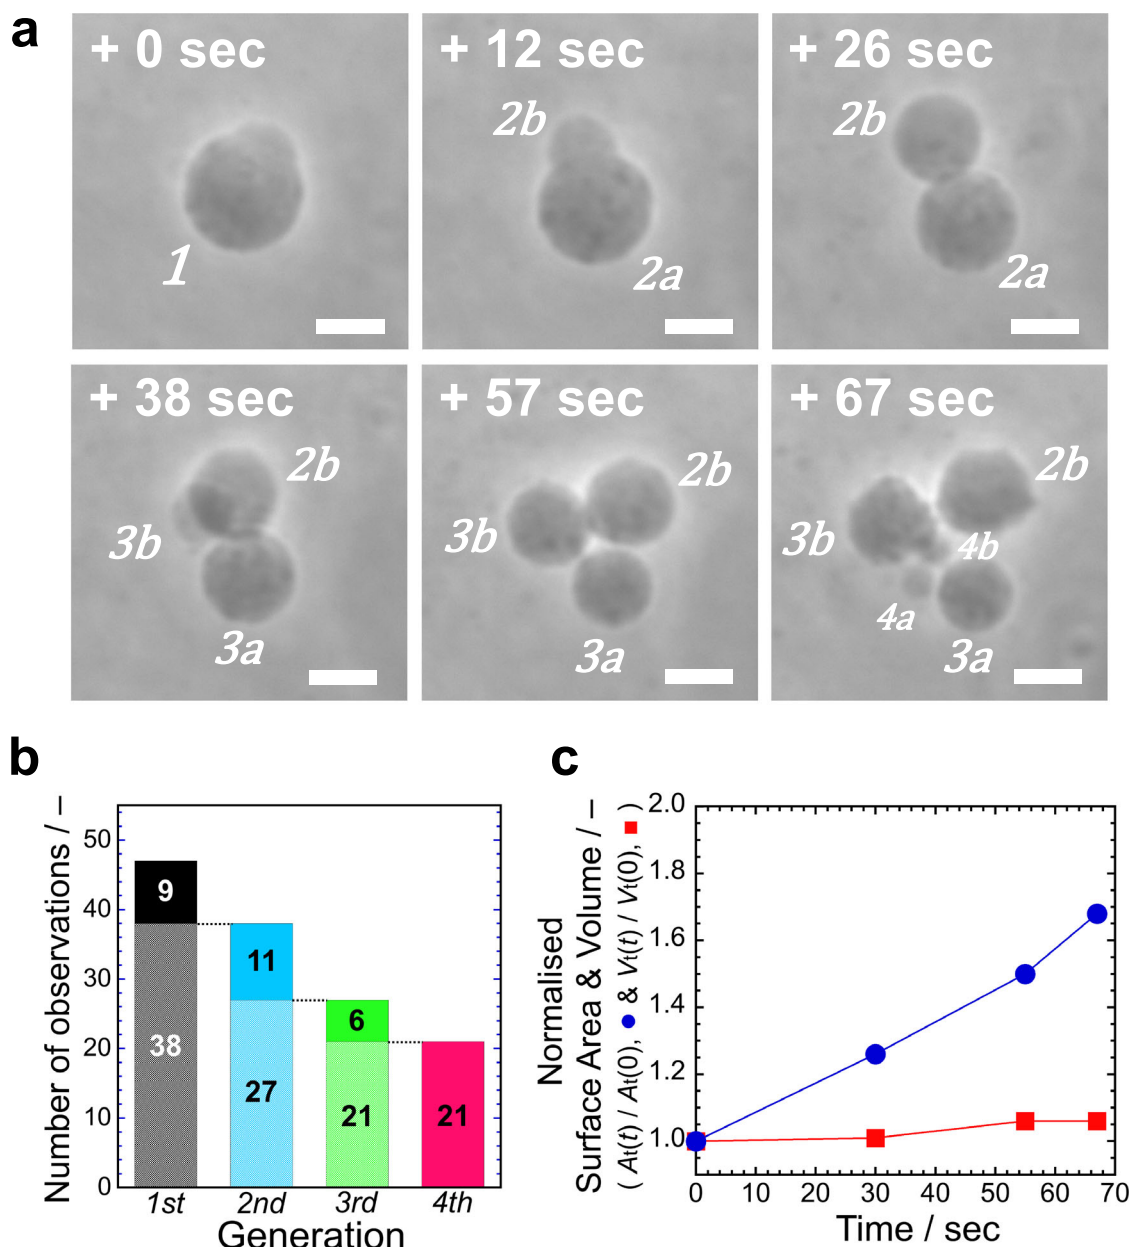 a
+ 0 sec
1
+ 12 sec
2b
2a
+ 26 sec
2b
2a
+ 38 sec
2b
3b
3a
+ 57 sec
2b
3b
3a
+ 67 sec
2b
3b
4b
4a
3a
b
Number of observations / –
50
40
30
20
10
0
9
38
11
27
6
21
21
1st 2nd 3rd 4th
Generation
c
Normalised
Surface Area & Volume / –
( At(t) / At(0), ● & Vt(t) / Vt(0), ■ )
2.0
1.8
1.6
1.4
1.2
1.0
0 10 20 30 40 50 60 70
Time / sec